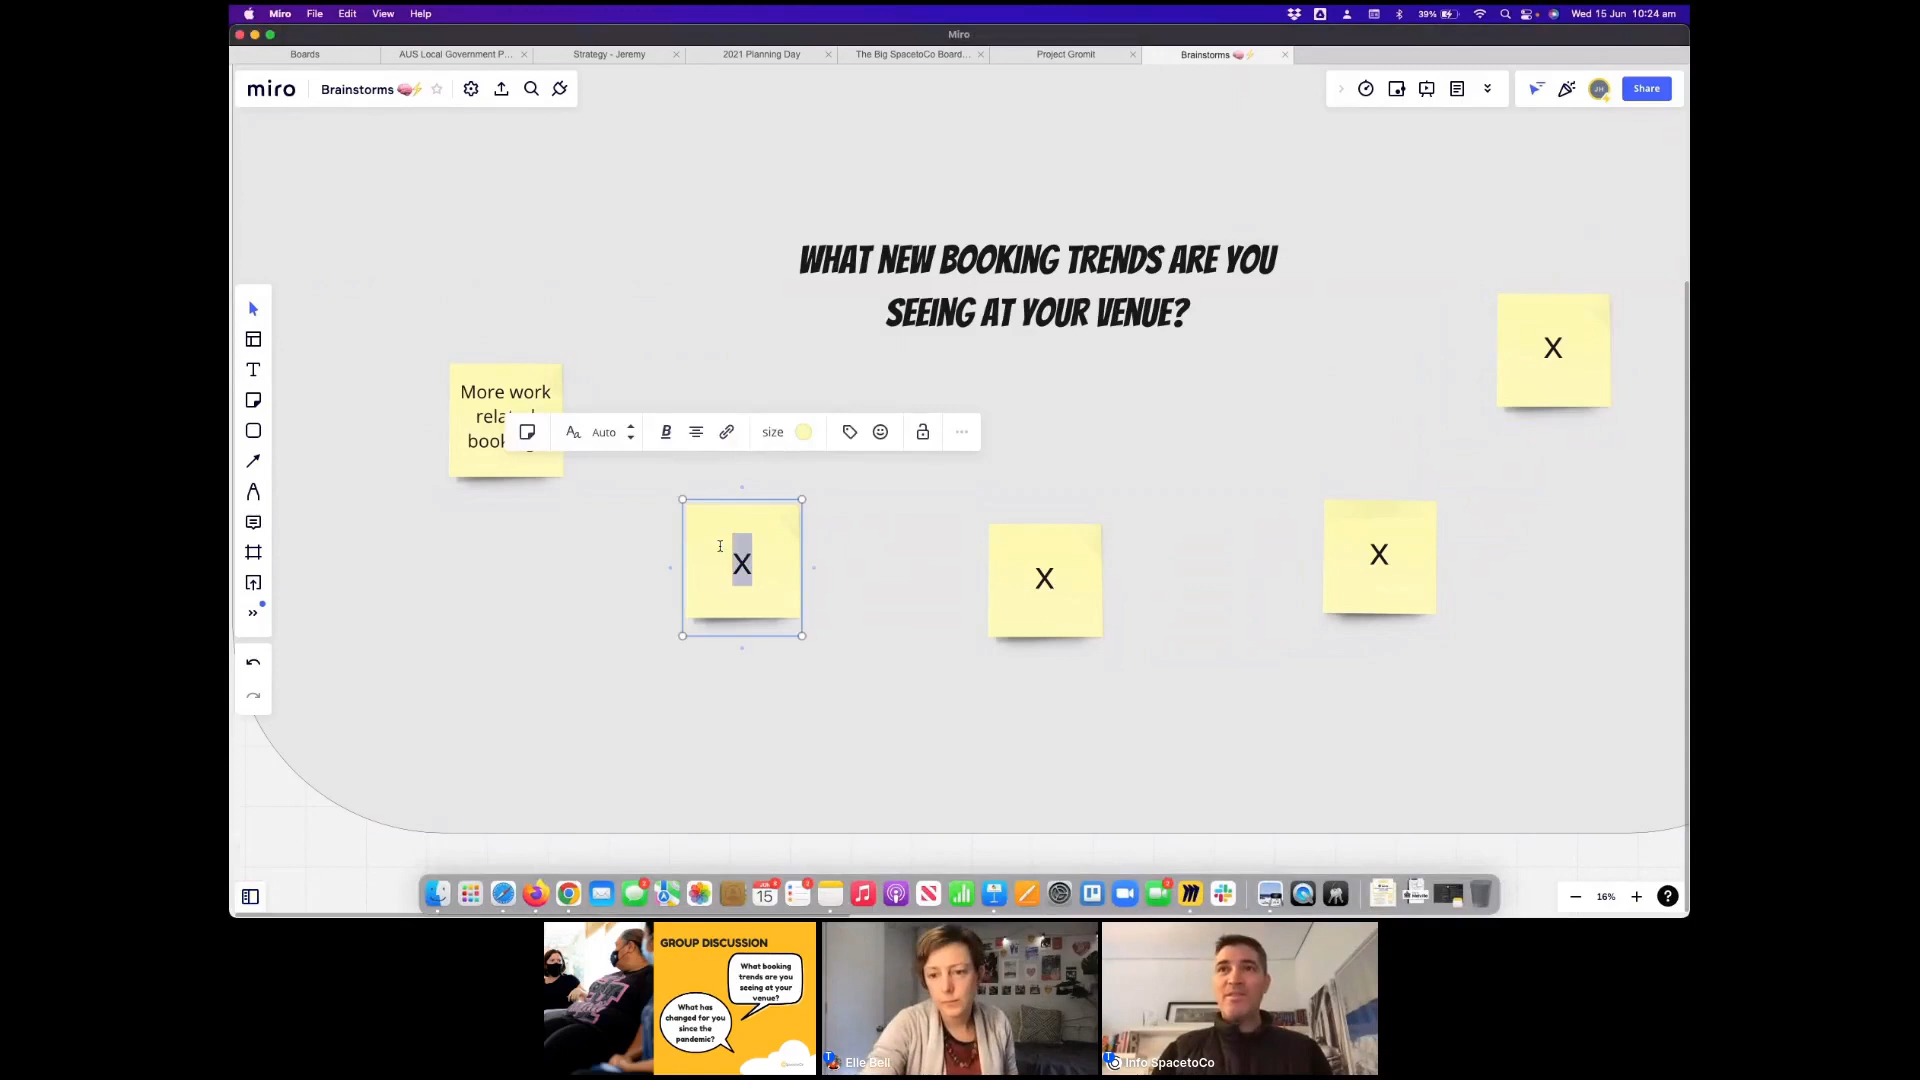 Miro File Edit View Help
39% Wed 15 Jun 10:24 am
Miro
Boards
AUS Local Government P...
Strategy - Jeremy
2021 Planning Day
The Big SpacetoCo Board...
Project Gromit
Brainstorms
miro Brainstorms
JH
Share
WHAT NEW BOOKING TRENDS ARE YOU
SEEING AT YOUR VENUE?
More work
Auto
B
size
X
X
X
X
16%
GROUP DISCUSSION
What booking
trends are you
seeing at your
venue?
What has
changed for you
since the
pandemic?
Elle Bell
Info SpacetoCo